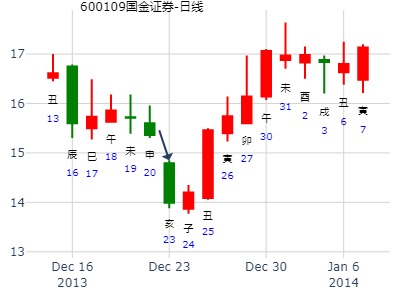 600109国金证券-日线
17
16
15
14
13
丑
13
辰
16
巳
17
午
18
未
19
申
20
亥
23
子
24
丑
25
寅
26
卯
27
午
30
未
31
酉
2
戌
3
丑
6
寅
7
Dec 16
2013
Dec 23
Dec 30
Jan 6
2014